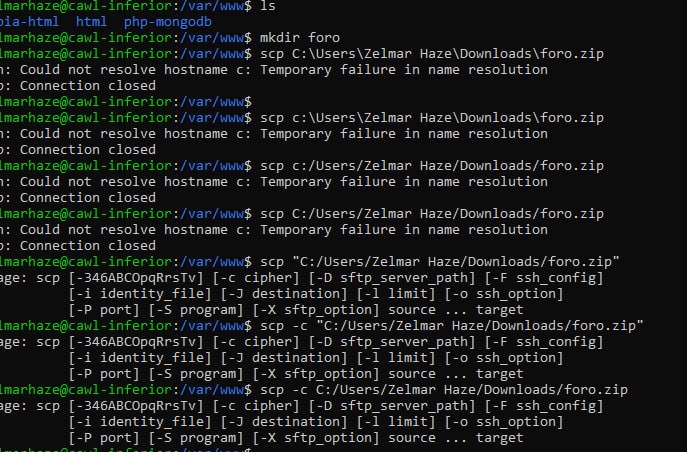 lmarhaze@cawl-inferior:/var/www$ ls
pia-html html php-mongodb
lmarhaze@cawl-inferior:/var/www$ mkdir foro
lmarhaze@cawl-inferior:/var/www$ scp C:\Users\Zelmar Haze\Downloads\foro.zip
h: Could not resolve hostname c: Temporary failure in name resolution
p: Connection closed
lmarhaze@cawl-inferior:/var/www$
lmarhaze@cawl-inferior:/var/www$ scp c:\Users\Zelmar Haze\Downloads\foro.zip
h: Could not resolve hostname c: Temporary failure in name resolution
p: Connection closed
lmarhaze@cawl-inferior:/var/www$ scp c:/Users/Zelmar Haze/Downloads/foro.zip
h: Could not resolve hostname c: Temporary failure in name resolution
p: Connection closed
lmarhaze@cawl-inferior:/var/www$ scp C:/Users/Zelmar Haze/Downloads/foro.zip
h: Could not resolve hostname c: Temporary failure in name resolution
p: Connection closed
lmarhaze@cawl-inferior:/var/www$ scp "C:/Users/Zelmar Haze/Downloads/foro.zip"
age: scp [-346ABCOpqRrsTv] [-c cipher] [-D sftp_server_path] [-F ssh_config]
[-i identity_file] [-J destination] [-l limit] [-o ssh_option]
[-P port] [-S program] [-X sftp_option] source ... target
lmarhaze@cawl-inferior:/var/www$ scp -c "C:/Users/Zelmar Haze/Downloads/foro.zip"
age: scp [-346ABCOpqRrsTv] [-c cipher] [-D sftp_server_path] [-F ssh_config]
[-i identity_file] [-J destination] [-l limit] [-o ssh_option]
[-P port] [-S program] [-X sftp_option] source ... target
lmarhaze@cawl-inferior:/var/www$ scp -c C:/Users/Zelmar Haze/Downloads/foro.zip
age: scp [-346ABCOpqRrsTv] [-c cipher] [-D sftp_server_path] [-F ssh_config]
[-i identity_file] [-J destination] [-l limit] [-o ssh_option]
[-P port] [-S program] [-X sftp_option] source ... target